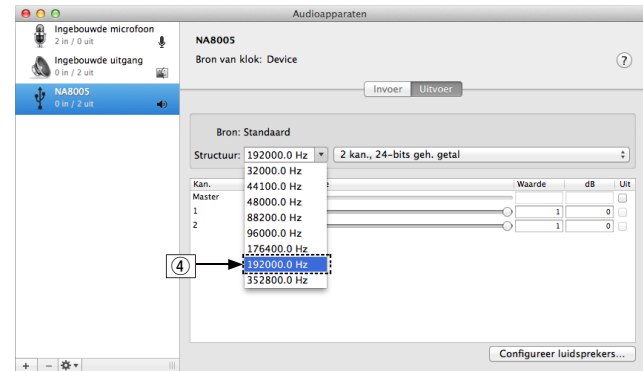 Audioapparaten
Ingebouwde microfoon
2 in / 0 uit
Ingebouwde uitgang
0 in / 2 uit
NA8005
0 in / 2 uit
NA8005
Bron van klok: Device
?
Invoer Uitvoer
Bron: Standaard
Structuur: 192000.0 Hz 2 kan., 24-bits geh. getal
32000.0 Hz
44100.0 Hz
48000.0 Hz
88200.0 Hz
96000.0 Hz
176400.0 Hz
④ 192000.0 Hz
352800.0 Hz
Kan. Waarde dB Uit
Master
1 1 0
2 1 0
Configureer luidsprekers...